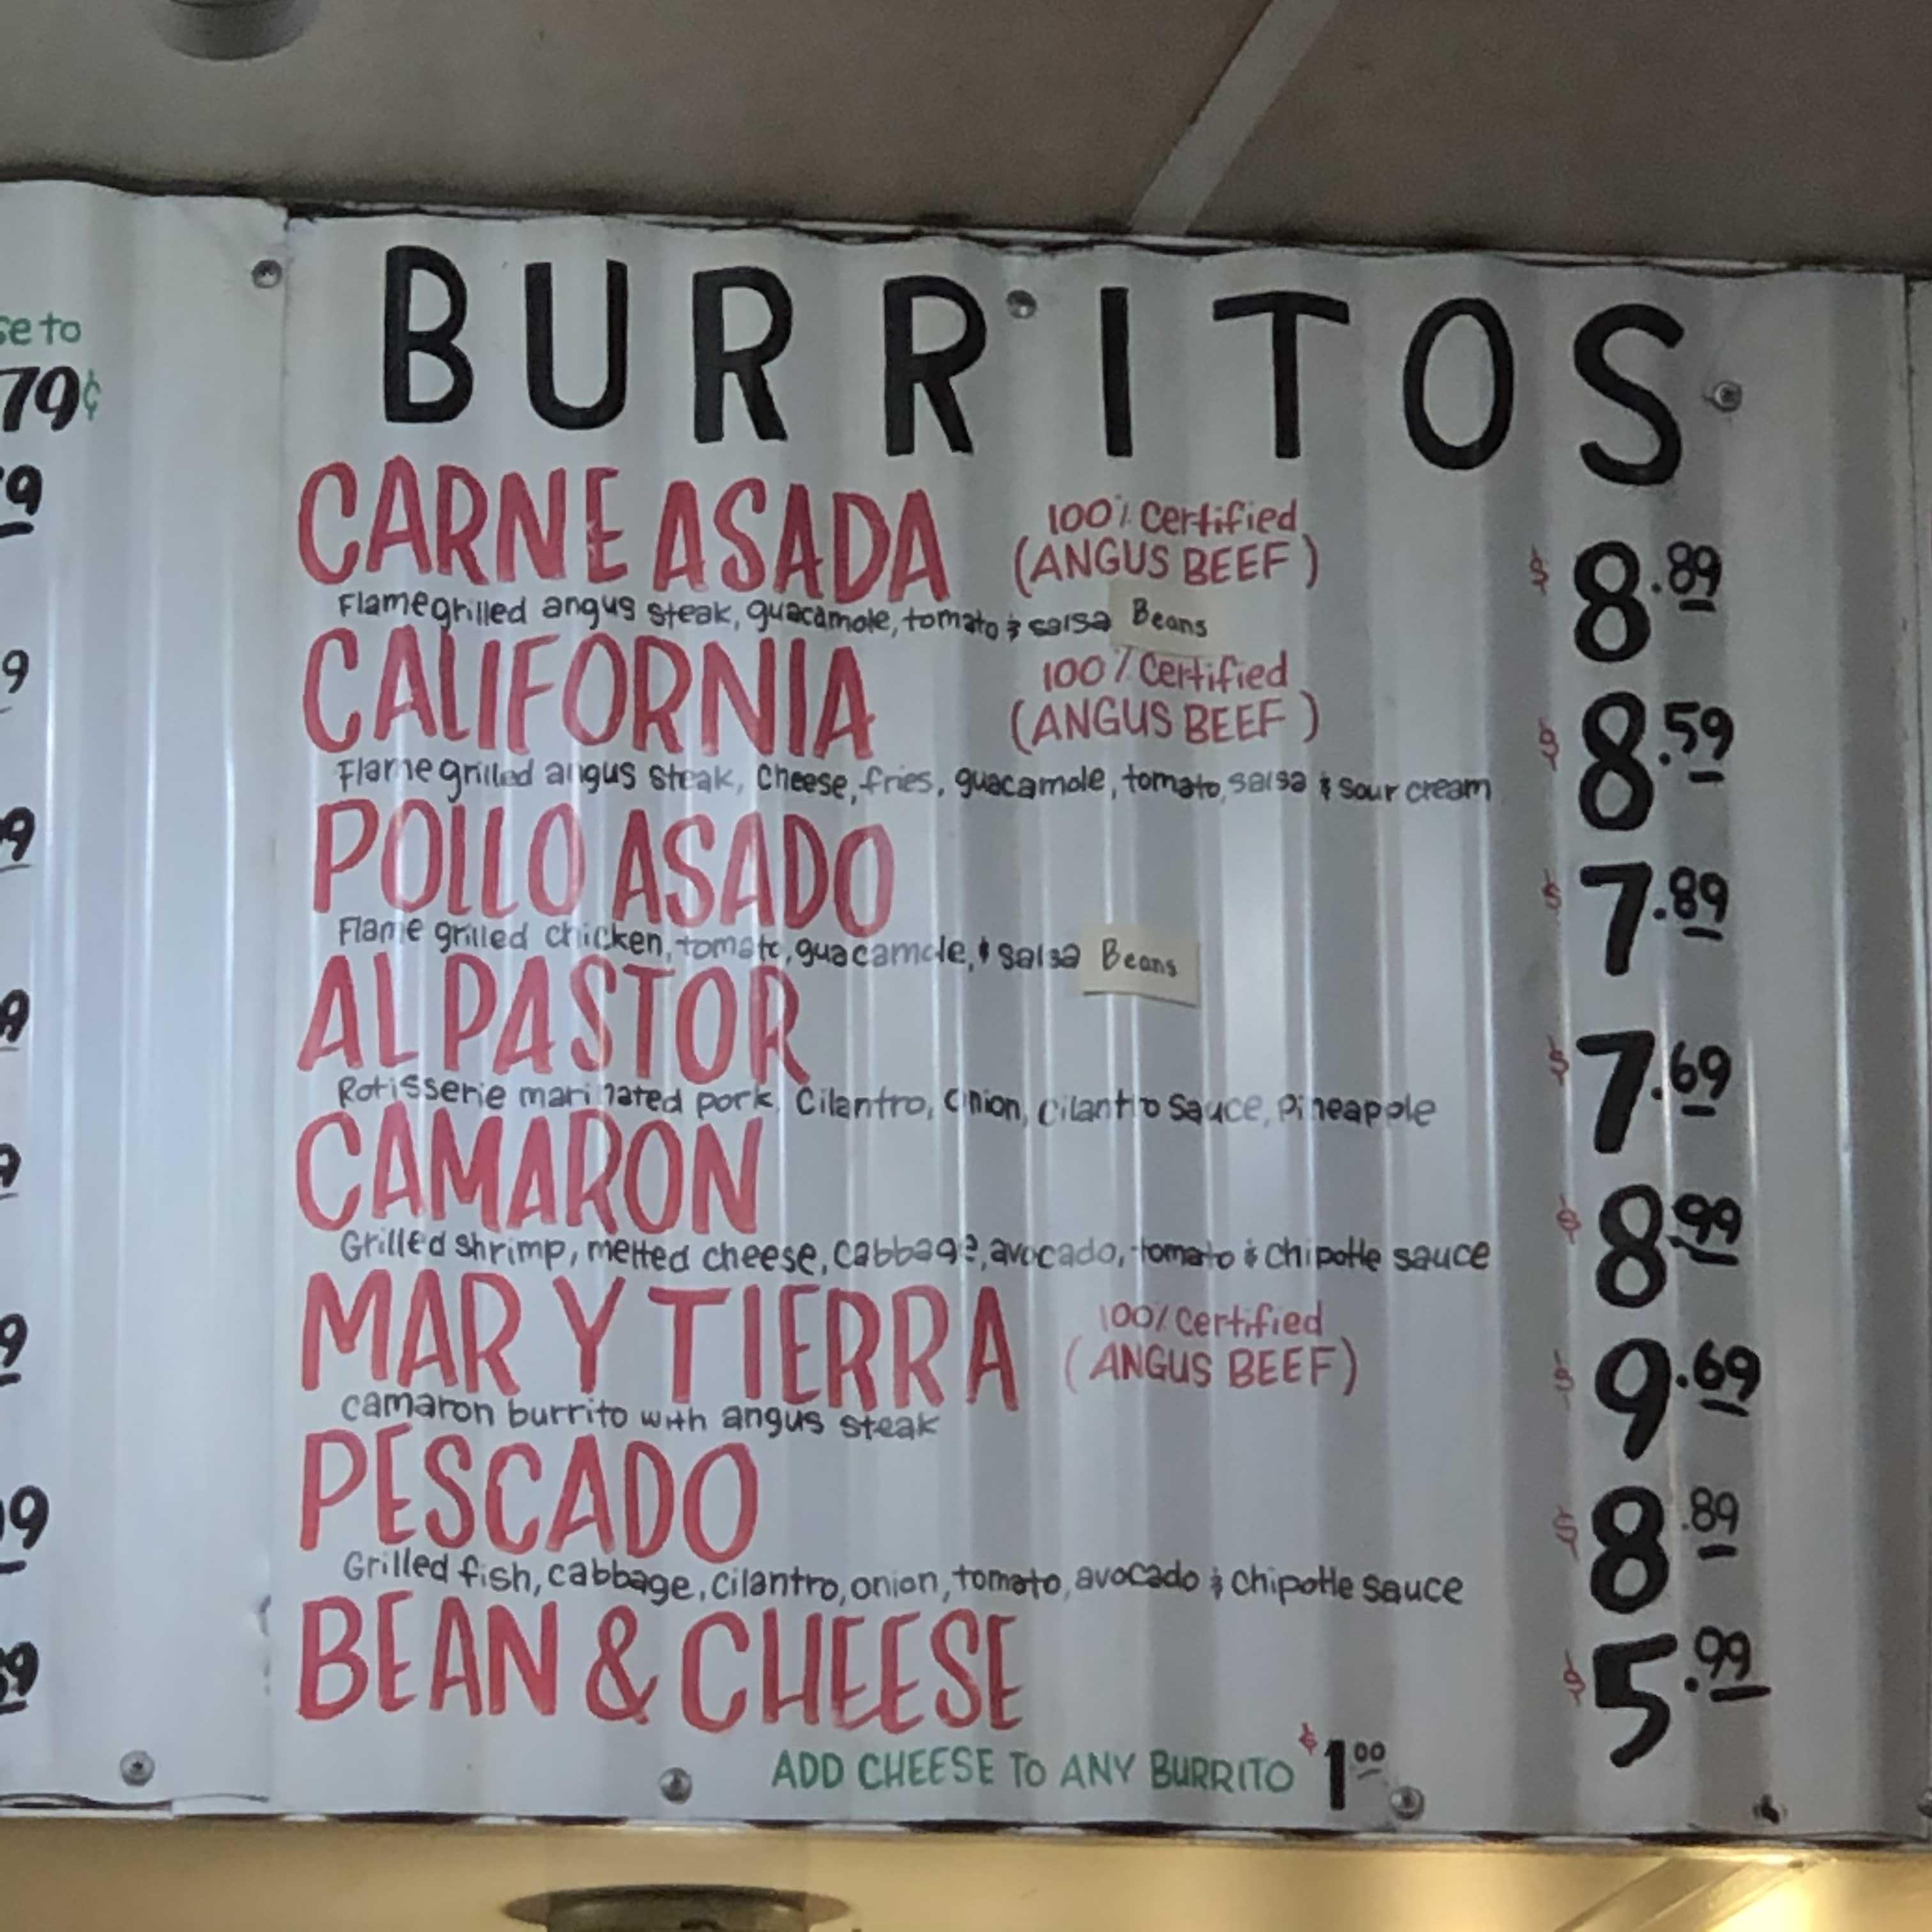 se to
79¢
BURRITOS
CARNE ASADA 100% Certified (ANGUS BEEF) $8.89
Flame grilled angus steak, guacamole, tomato & salsa Beans
CALIFORNIA 100% Certified (ANGUS BEEF) $8.59
Flame grilled angus steak, Cheese, fries, guacamole, tomato, salsa & sour cream
POLLO ASADO $7.89
Flame grilled chicken, tomato, guacamole, & salsa Beans
AL PASTOR $7.69
Rotisserie marinated pork, Cilantro, Onion, cilantro Sauce, Pineapple
CAMARON $8.99
Grilled shrimp, melted cheese, cabbage, avocado, tomato & chipotle sauce
MAR Y TIERRA 100% Certified (ANGUS BEEF) $9.69
camaron burrito with angus steak
PESCADO $8.89
Grilled fish, cabbage, cilantro, onion, tomato, avocado & chipotle sauce
BEAN & CHEESE $5.99
ADD CHEESE TO ANY BURRITO $1.00